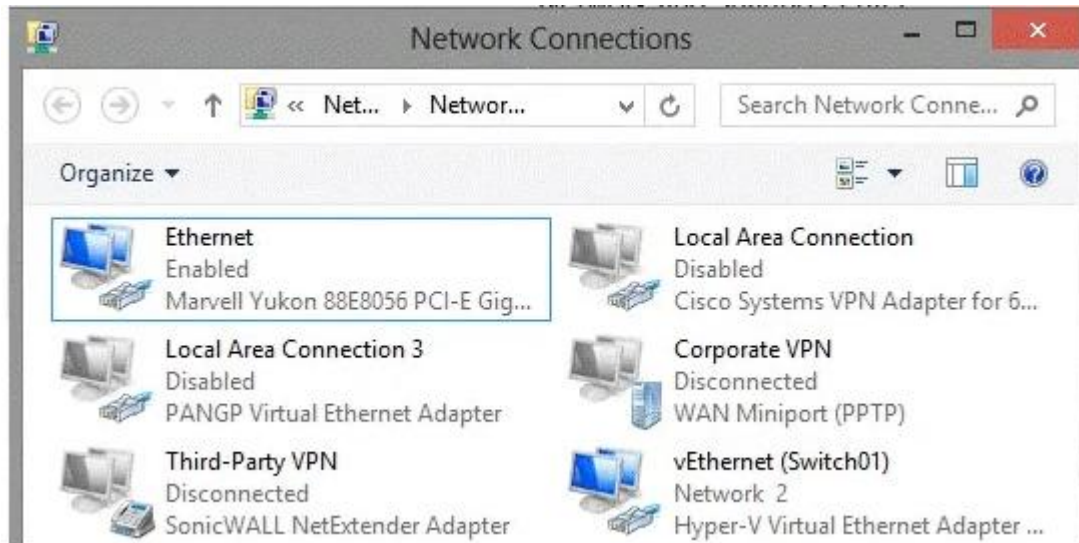 Network Connections
« Net... Networ...
Search Network Conne...
Organize
Ethernet
Enabled
Marvell Yukon 88E8056 PCI-E Gig...
Local Area Connection
Disabled
Cisco Systems VPN Adapter for 6...
Local Area Connection 3
Disabled
PANGP Virtual Ethernet Adapter
Corporate VPN
Disconnected
WAN Miniport (PPTP)
Third-Party VPN
Disconnected
SonicWALL NetExtender Adapter
vEthernet (Switch01)
Network 2
Hyper-V Virtual Ethernet Adapter ...